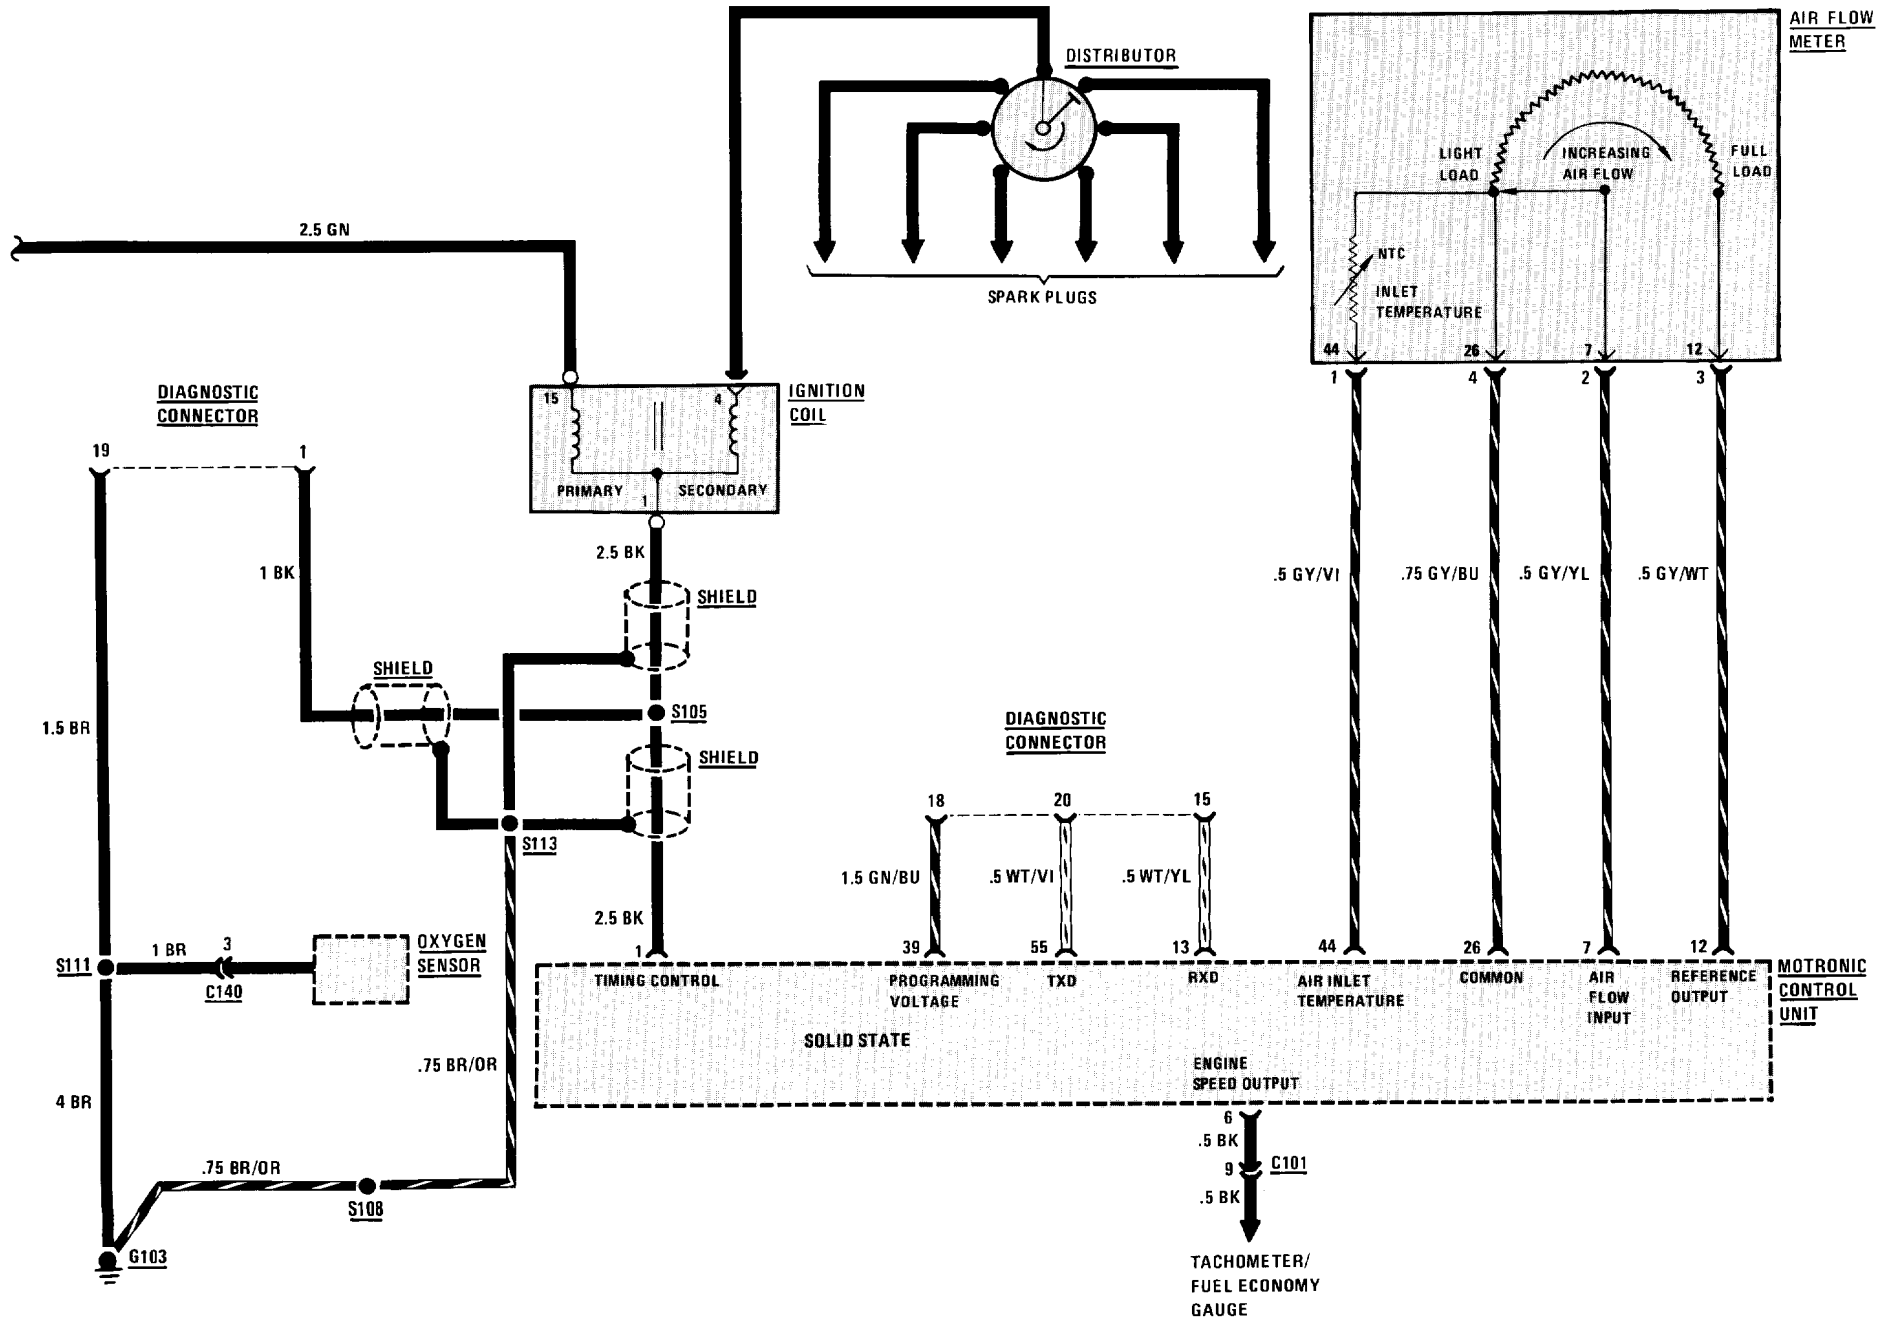 DISTRIBUTOR
SPARK PLUGS
AIR FLOW
METER
LIGHT
LOAD
INCREASING
AIR FLOW
FULL
LOAD
NTC
INLET
TEMPERATURE
44
26
7
12
1
4
2
3
2.5 GN
15
4
IGNITION
COIL
PRIMARY
SECONDARY
1
DIAGNOSTIC
CONNECTOR
19
1
2.5 BK
1 BK
SHIELD
SHIELD
S105
SHIELD
1.5 BR
S113
2.5 BK
1
.5 GY/VI
.75 GY/BU
.5 GY/YL
.5 GY/WT
DIAGNOSTIC
CONNECTOR
18
20
15
1.5 GN/BU
.5 WT/VI
.5 WT/YL
39
55
13
44
26
7
12
S111
1 BR
3
C140
OXYGEN
SENSOR
TIMING CONTROL
PROGRAMMING
VOLTAGE
TXD
RXD
AIR INLET
TEMPERATURE
COMMON
AIR
FLOW
INPUT
REFERENCE
OUTPUT
MOTRONIC
CONTROL
UNIT
SOLID STATE
ENGINE
SPEED OUTPUT
.75 BR/OR
4 BR
.75 BR/OR
S108
G103
6
.5 BK
9
C101
.5 BK
TACHOMETER/
FUEL ECONOMY
GAUGE